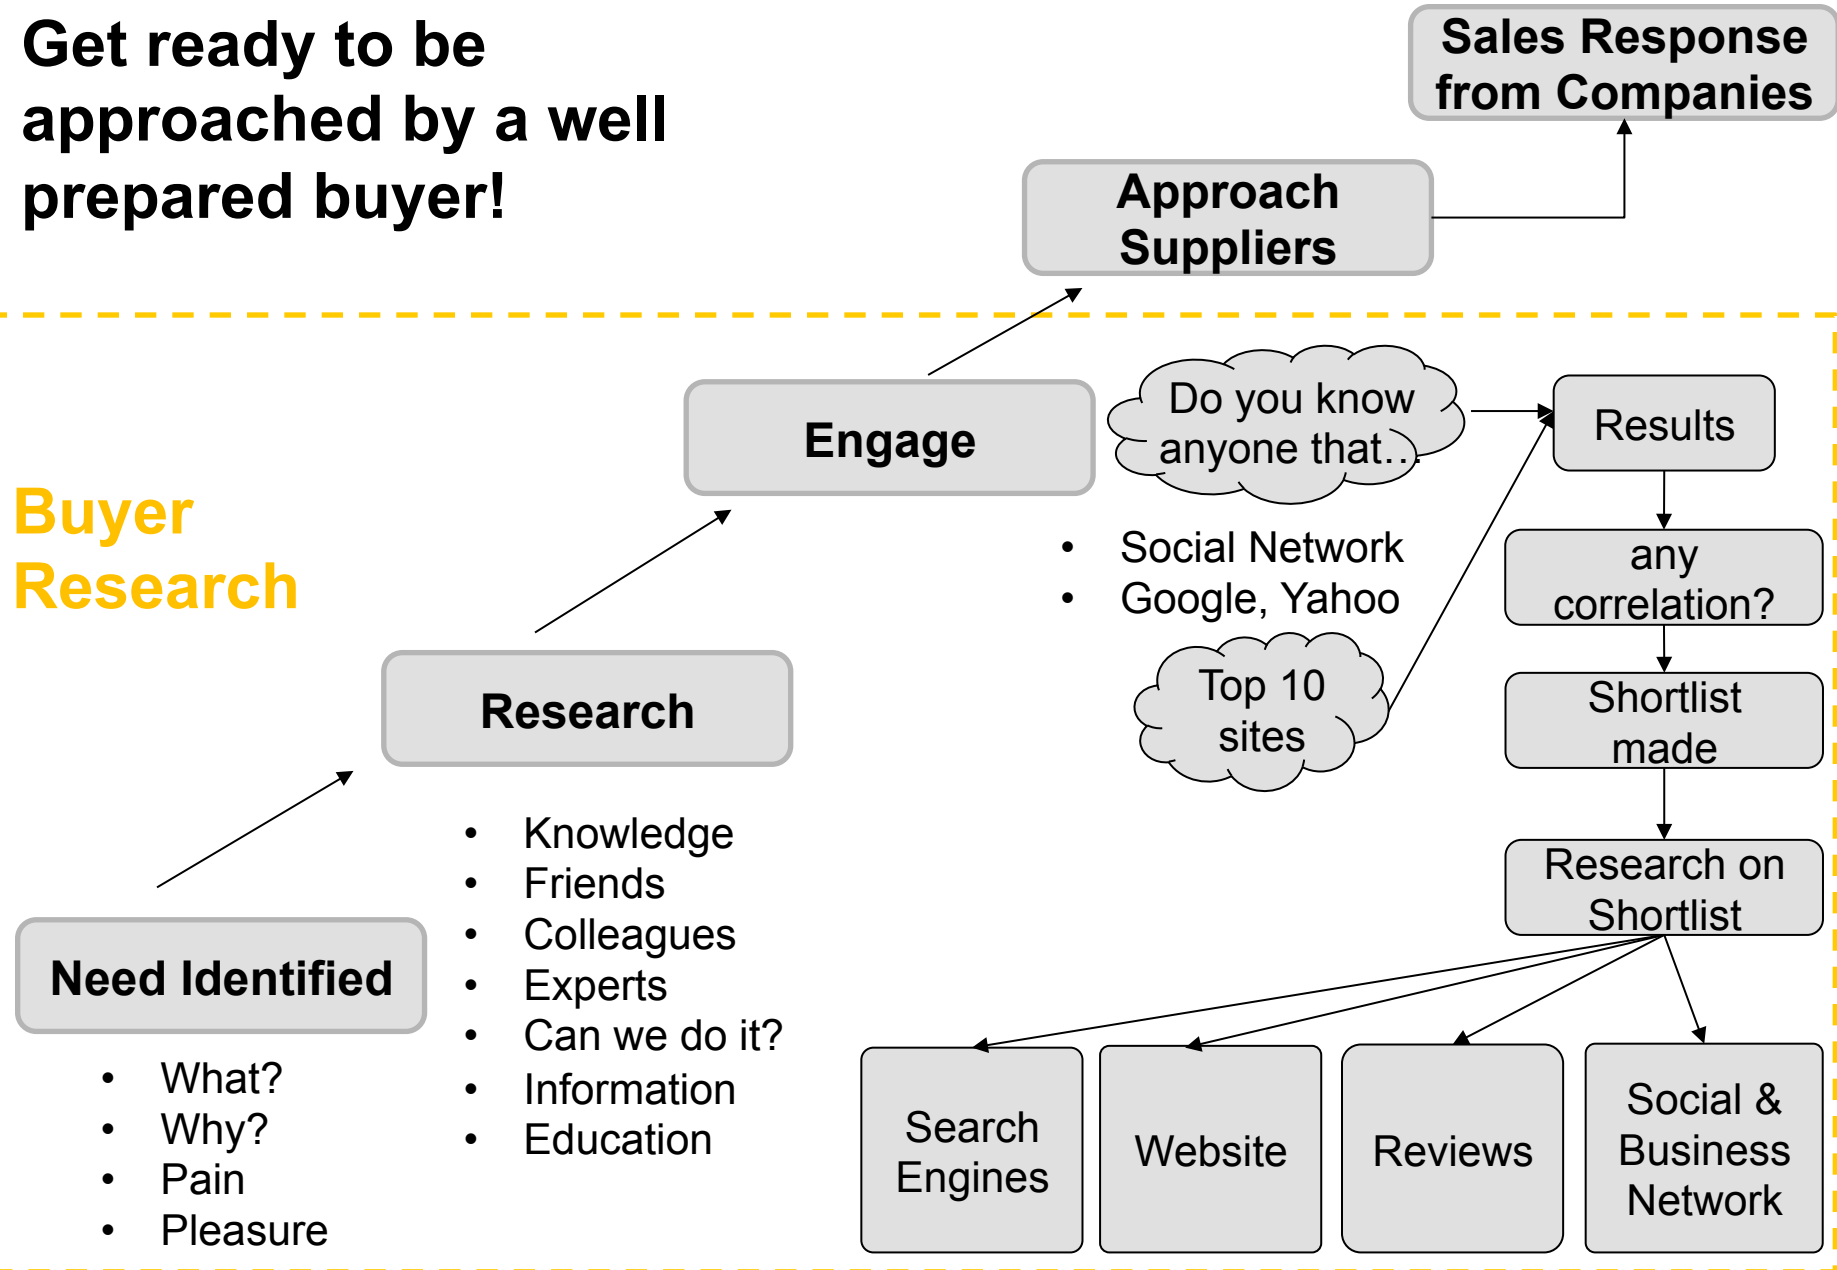 Get ready to be
approached by a well
prepared buyer!
Sales Response
from Companies
Approach
Suppliers
Buyer
Research
Engage
Do you know
anyone that...
• Social Network
• Google, Yahoo
Top 10
sites
Results
any
correlation?
Shortlist
made
Research on
Shortlist
Research
• Knowledge
• Friends
• Colleagues
• Experts
• Can we do it?
• Information
• Education
Need Identified
• What?
• Why?
• Pain
• Pleasure
Search
Engines
Website
Reviews
Social &
Business
Network